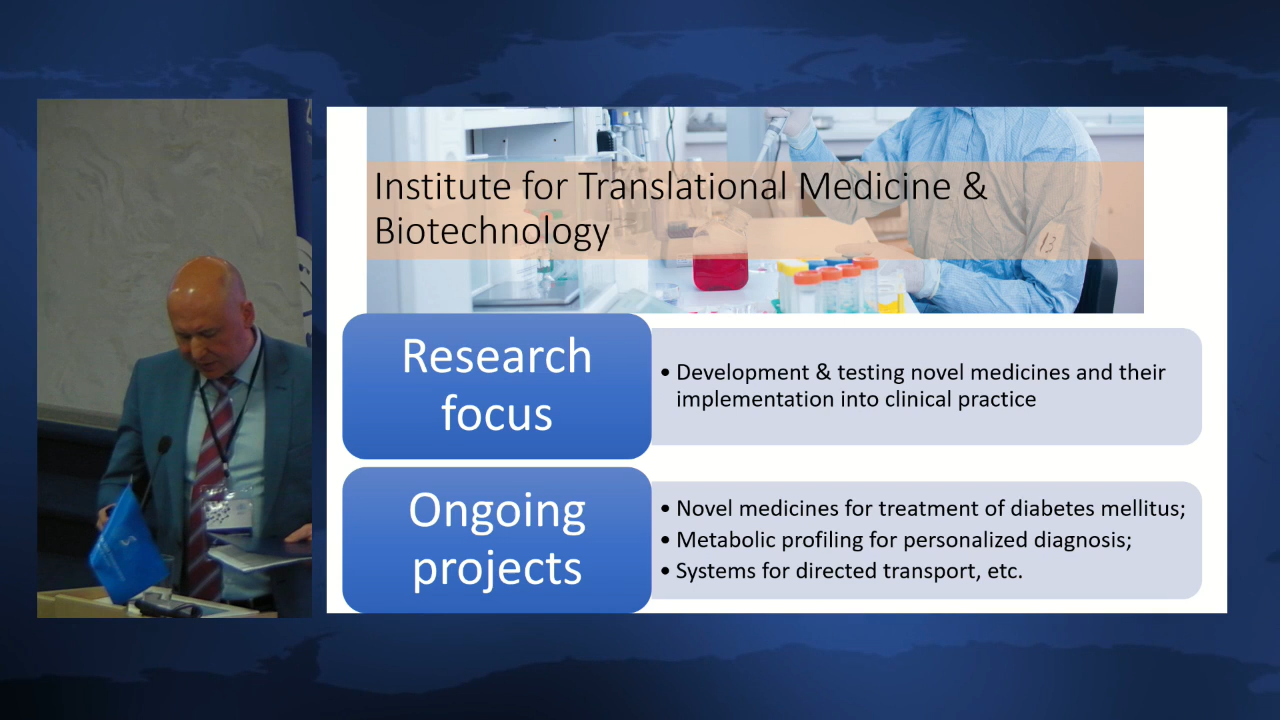 Institute for Translational Medicine &
Biotechnology
13
Research
focus
• Development & testing novel medicines and their
implementation into clinical practice
Ongoing
projects
• Novel medicines for treatment of diabetes mellitus;
• Metabolic profiling for personalized diagnosis;
• Systems for directed transport, etc.